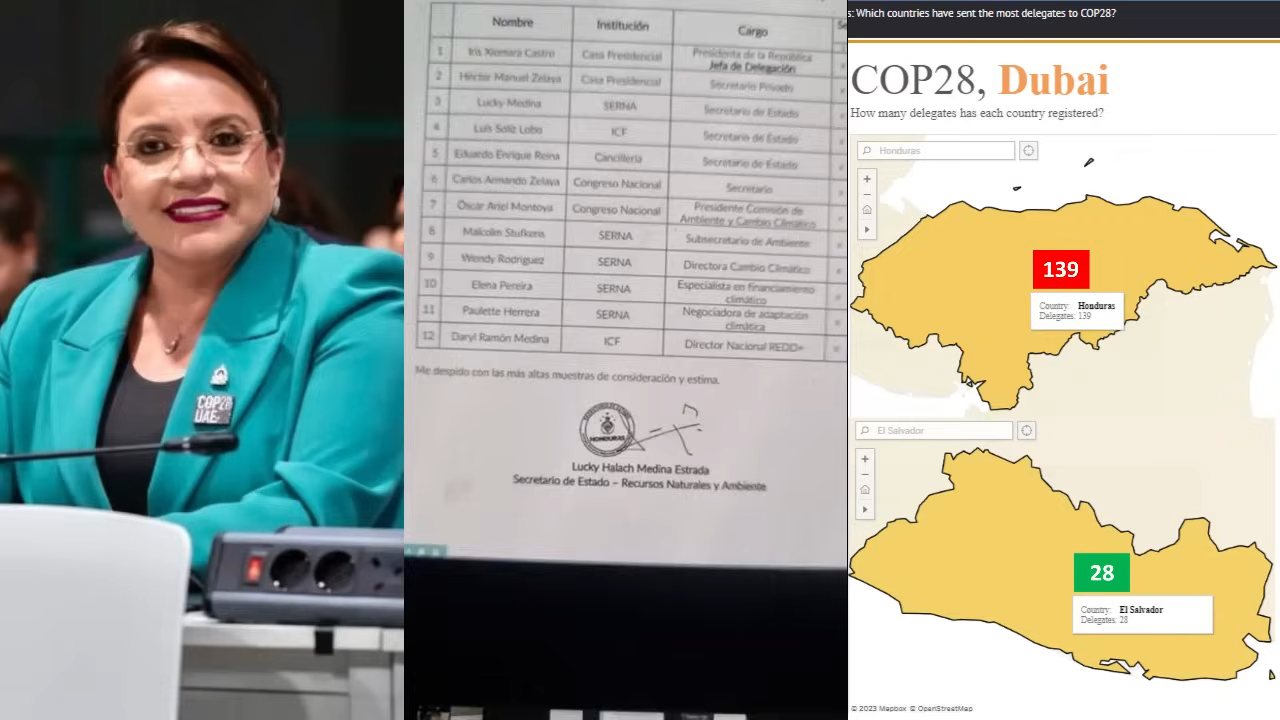 COP28
UAE
Nombre Institución Cargo
1 Iris Xiomara Castro Casa Presidencial Presidenta de la República
Jefa de Delegación
2 Héctor Manuel Zelaya Casa Presidencial Secretario Privado
3 Lucky Medina SERNA Secretario de Estado
4 Luis Soliz Lobo ICF Secretario de Estado
5 Eduardo Enrique Reina Cancillería Secretario de Estado
6 Carlos Armando Zelaya Congreso Nacional Secretario
7 Óscar Ariel Montoya Congreso Nacional Presidente Comisión de
Ambiente y Cambio Climático
8 Malcolm Stufkens SERNA Subsecretario de Ambiente
9 Wendy Rodriguez SERNA Directora Cambio Climático
10 Elena Pereira SERNA Especialista en financiamiento
climático
11 Paulette Herrera SERNA Negociadora de adaptación
climática
12 Daryl Ramón Medina ICF Director Nacional REDD+
Me despido con las más altas muestras de consideración y estima.
HONDURAS
Lucky Halach Medina Estrada
Secretario de Estado – Recursos Naturales y Ambiente
s: Which countries have sent the most delegates to COP28?
COP28, Dubai
How many delegates has each country registered?
Honduras
139
Country: Honduras
Delegates: 139
El Salvador
28
Country: El Salvador
Delegates: 28
© 2023 Mapbox © OpenStreetMap